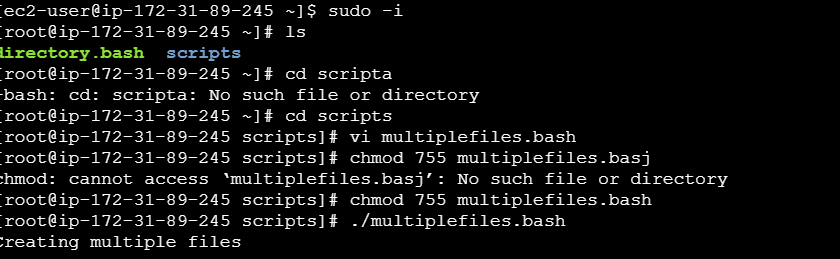 [ec2-user@ip-172-31-89-245 ~]$ sudo -i
[root@ip-172-31-89-245 ~]# ls
directory.bash  scripts
[root@ip-172-31-89-245 ~]# cd scripta
-bash: cd: scripta: No such file or directory
[root@ip-172-31-89-245 ~]# cd scripts
[root@ip-172-31-89-245 scripts]# vi multiplefiles.bash
[root@ip-172-31-89-245 scripts]# chmod 755 multiplefiles.basj
chmod: cannot access ‘multiplefiles.basj’: No such file or directory
[root@ip-172-31-89-245 scripts]# chmod 755 multiplefiles.bash
[root@ip-172-31-89-245 scripts]# ./multiplefiles.bash
Creating multiple files